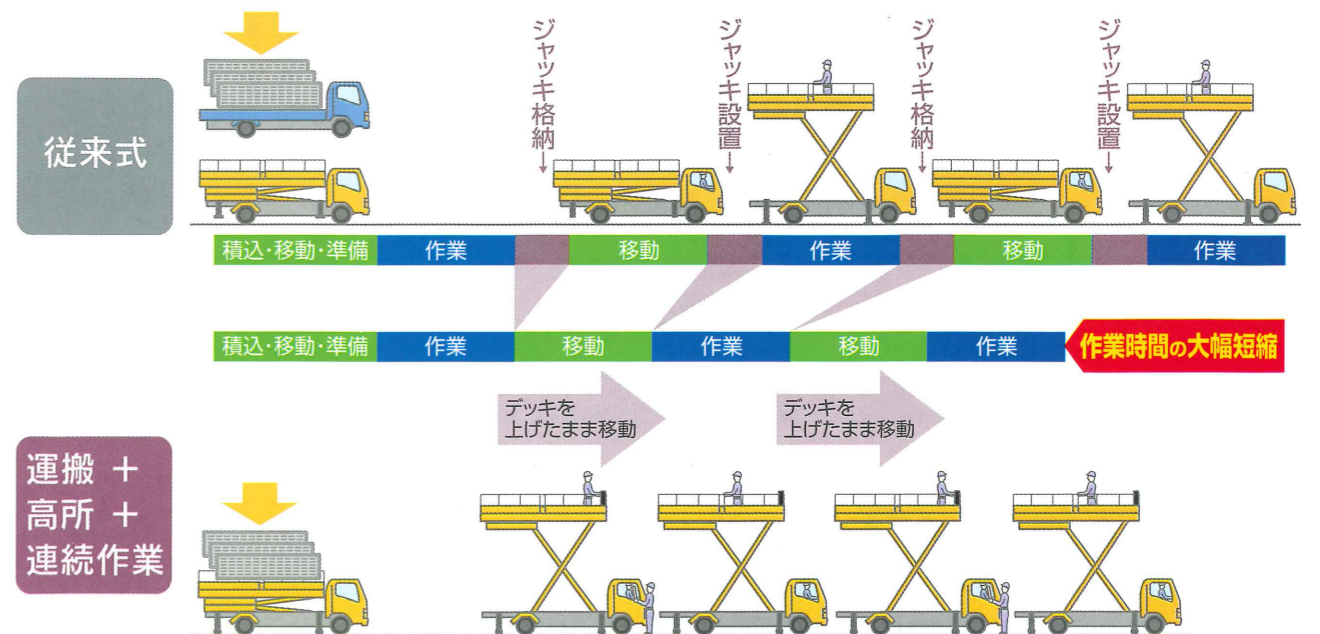 従来式
ジャッキ格納→
ジャッキ設置→
ジャッキ格納→
ジャッキ設置→
積込・移動・準備
作業
移動
作業
移動
作業
積込・移動・準備
作業
移動
作業
移動
作業
作業時間の大幅短縮
デッキを
上げたまま移動
デッキを
上げたまま移動
運搬 +
高所 +
連続作業